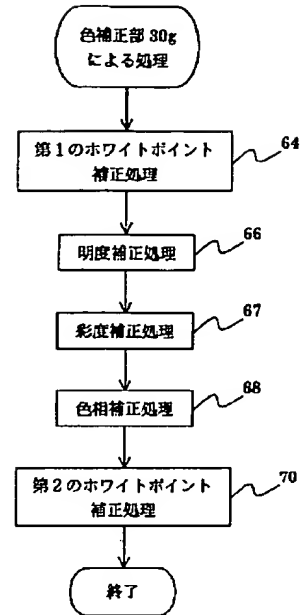 色補正部 30g
による処理
第1のホワイトポイント
補正処理
64
明度補正処理
66
彩度補正処理
67
色相補正処理
68
第2のホワイトポイント
補正処理
70
終了